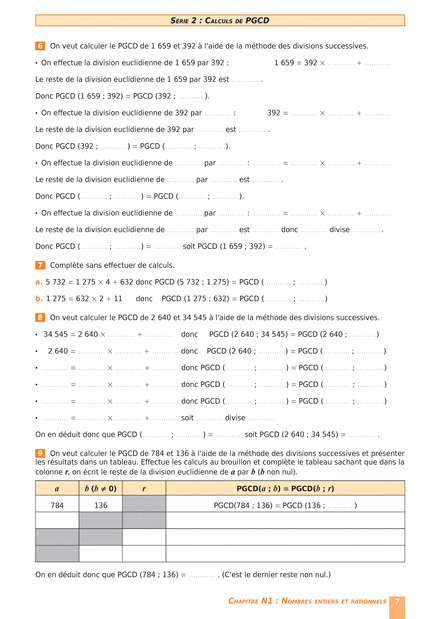 SÉRIE 2 : CALCULS DE PGCD
6 On veut calculer le PGCD de 1 659 et 392 à l'aide de la méthode des divisions successives.
• On effectue la division euclidienne de 1 659 par 392 : 1 659 = 392 × ............ + ............
Le reste de la division euclidienne de 1 659 par 392 est ............ .
Donc PGCD (1 659 ; 392) = PGCD (392 ; ............).
• On effectue la division euclidienne de 392 par ............ : 392 = ............ × ............ + ............
Le reste de la division euclidienne de 392 par ............ est ............ .
Donc PGCD (392 ; ............) = PGCD (............ ; ............).
• On effectue la division euclidienne de ............ par ............ : ............ = ............ × ............ + ............
Le reste de la division euclidienne de ............ par ............ est ............ .
Donc PGCD (............ ; ............) = PGCD (............ ; ............).
• On effectue la division euclidienne de ............ par ............ : ............ = ............ × ............ + ............
Le reste de la division euclidienne de ............ par ............ est ............ donc ............ divise ............ .
Donc PGCD (............ ; ............) = ............ soit PGCD (1 659 ; 392) = ............ .
7 Complète sans effectuer de calculs.
a. 5 732 = 1 275 × 4 + 632 donc PGCD (5 732 ; 1 275) = PGCD (............ ; ............)
b. 1 275 = 632 × 2 + 11 donc PGCD (1 275 ; 632) = PGCD (............ ; ............)
8 On veut calculer le PGCD de 2 640 et 34 545 à l'aide de la méthode des divisions successives.
• 34 545 = 2 640 × ............ + ............ donc PGCD (2 640 ; 34 545) = PGCD (2 640 ; ............)
• 2 640 = ............ × ............ + ............ donc PGCD (2 640 ; ............) = PGCD (............ ; ............)
• ............ = ............ × ............ + ............ donc PGCD (............ ; ............) = PGCD (............ ; ............)
• ............ = ............ × ............ + ............ donc PGCD (............ ; ............) = PGCD (............ ; ............)
• ............ = ............ × ............ + ............ donc PGCD (............ ; ............) = PGCD (............ ; ............)
• ............ = ............ × ............ + ............ soit ............ divise ............
On en déduit donc que PGCD (............ ; ............) = ............ soit PGCD (2 640 ; 34 545) = ............ .
9 On veut calculer le PGCD de 784 et 136 à l'aide de la méthode des divisions successives et présenter
les résultats dans un tableau. Effectue les calculs au brouillon et complète le tableau sachant que dans la
colonne r, on écrit le reste de la division euclidienne de a par b (b non nul).
a b (b ≠ 0) r PGCD(a ; b) = PGCD(b ; r)
784 136 PGCD(784 ; 136) = PGCD (136 ; ............)
On en déduit donc que PGCD (784 ; 136) = ............ . (C'est le dernier reste non nul.)
CHAPITRE N1 : NOMBRES ENTIERS ET RATIONNELS 7